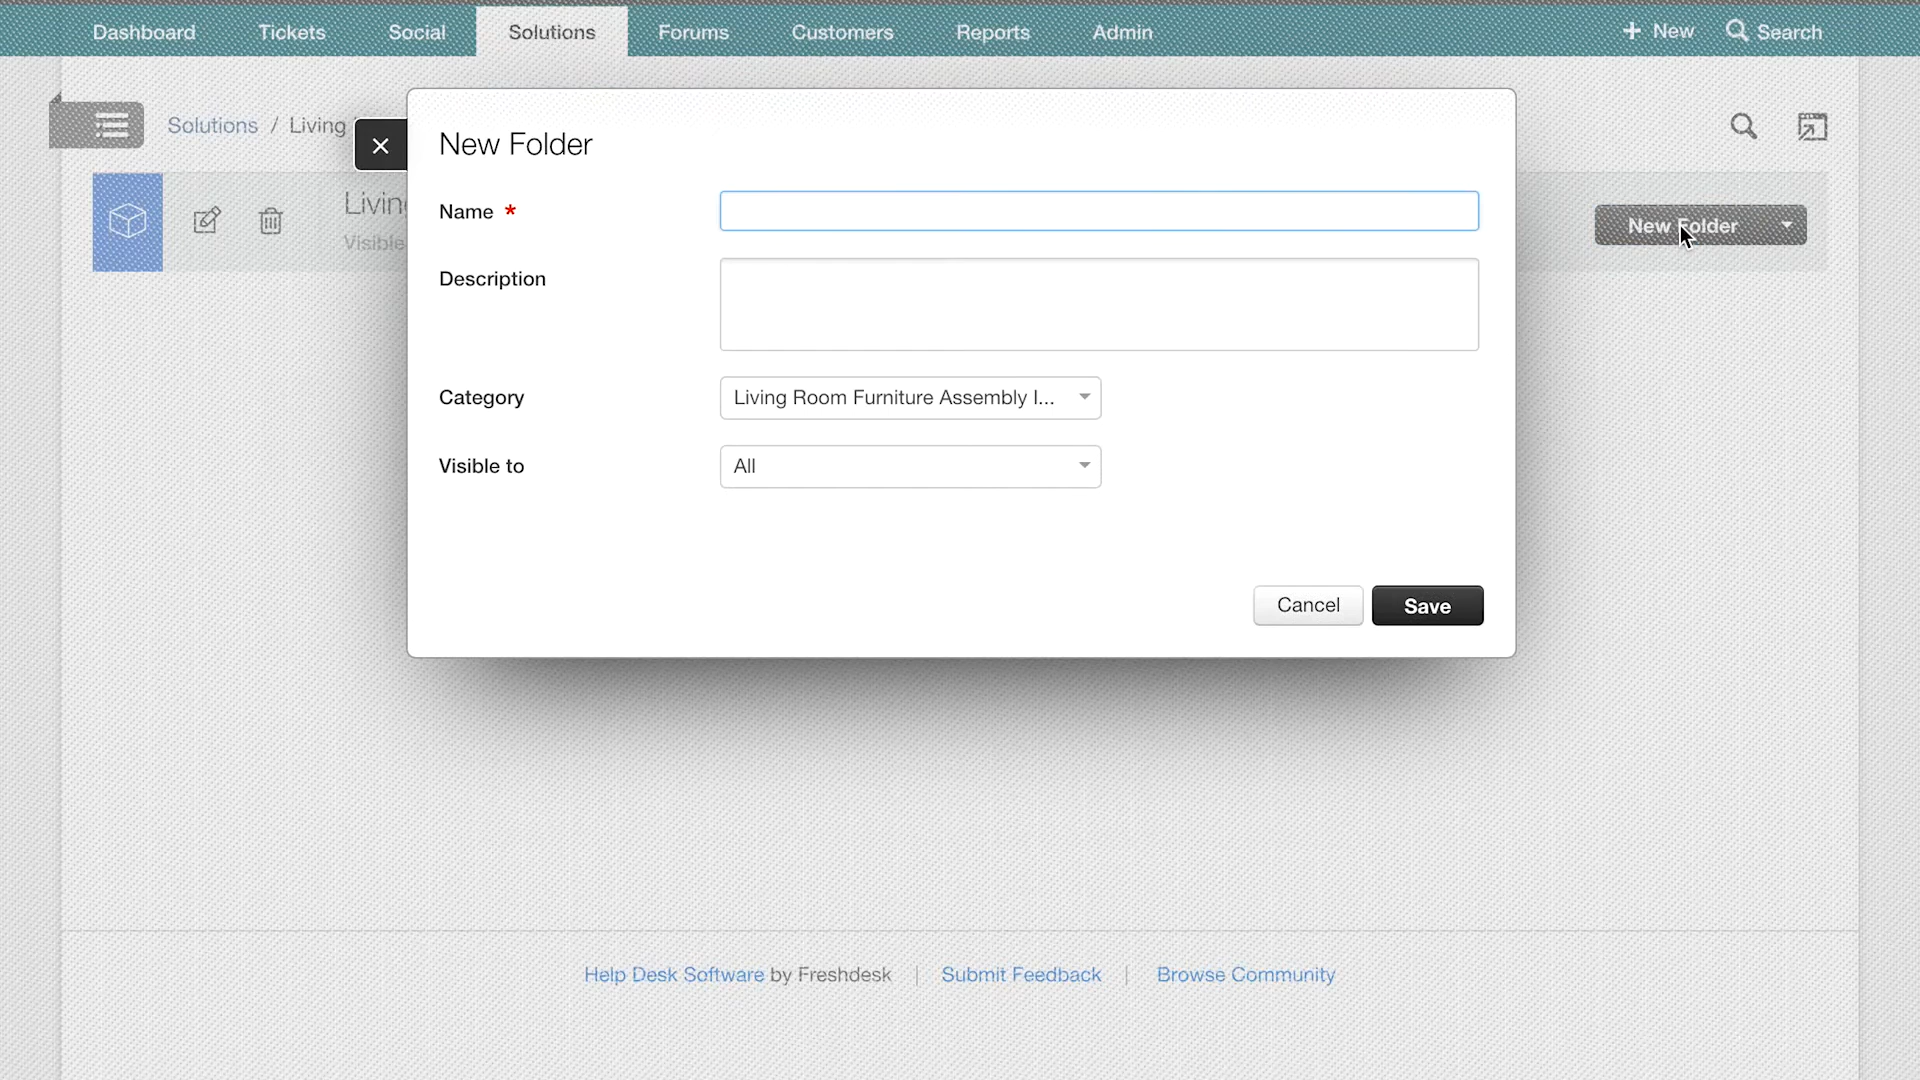 Dashboard Tickets Social Solutions Forums Customers Reports Admin + New Search
Solutions / Living
New Folder
Name *
Description
Category Living Room Furniture Assembly I...
Visible to All
Cancel Save
Visible
New Folder
Help Desk Software by Freshdesk | Submit Feedback | Browse Community